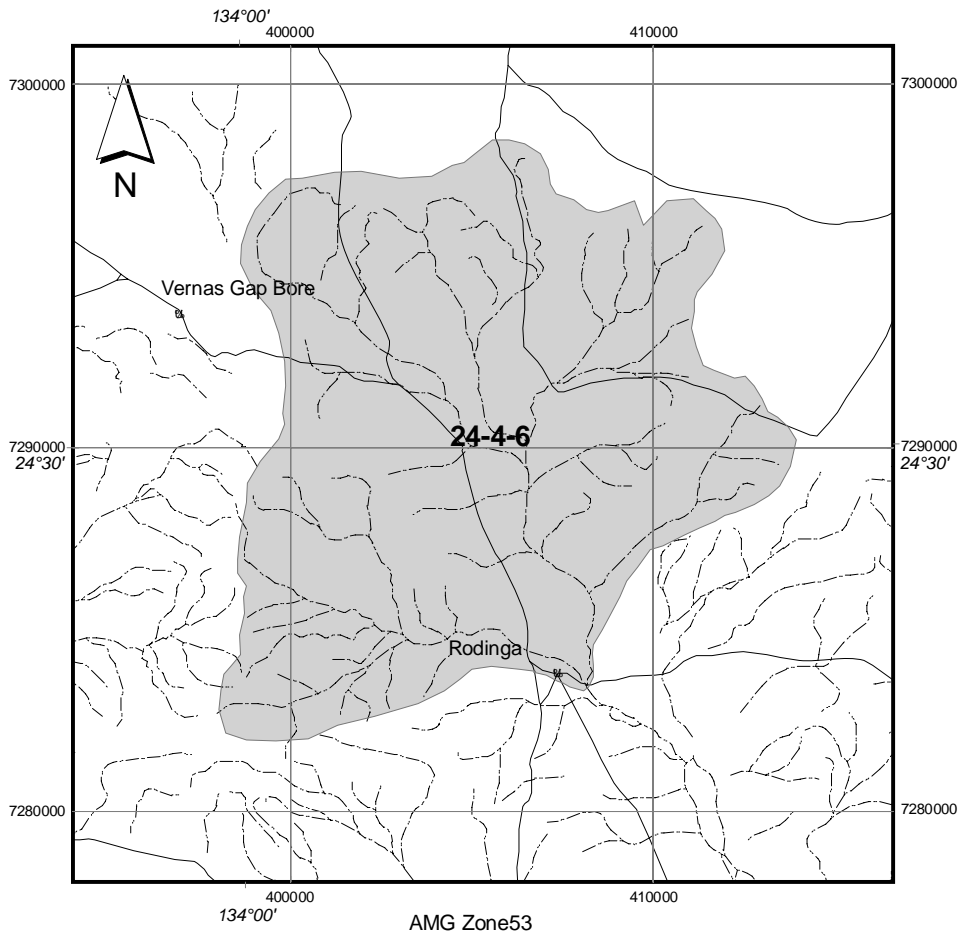 134°00'
400000 410000
7300000 7300000
N
Vernas Gap Bore
24-4-6
7290000 7290000
24°30' 24°30'
Rodinga
7280000 7280000
400000 410000
134°00'
AMG Zone53